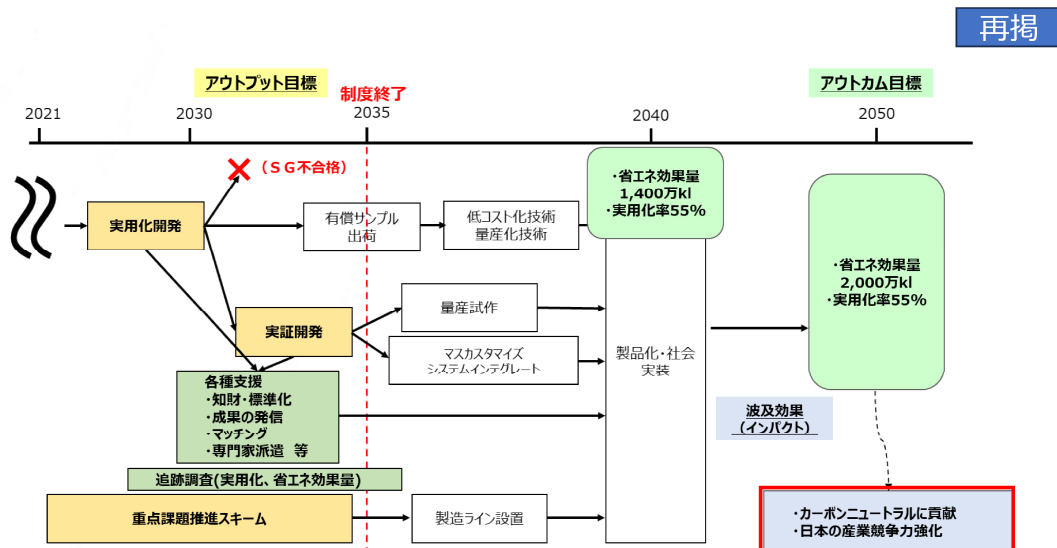 再掲
アウトプット目標
アウトカム目標
制度終了
2021
2030
2035
2040
2050
（ＳＧ不合格）
・省エネ効果量
1,400万kl
・実用化率55%
実用化開発
有償サンプル
出荷
低コスト化技術
量産化技術
・省エネ効果量
2,000万kl
・実用化率55%
量産試作
実証開発
マスカスタマイズ
システムインテグレート
製品化・社会
実装
各種支援
・知財・標準化
・成果の発信
・マッチング
・専門家派遣 等
波及効果
（インパクト）
追跡調査(実用化、省エネ効果量)
重点課題推進スキーム
製造ライン設置
・カーボンニュートラルに貢献
・日本の産業競争力強化